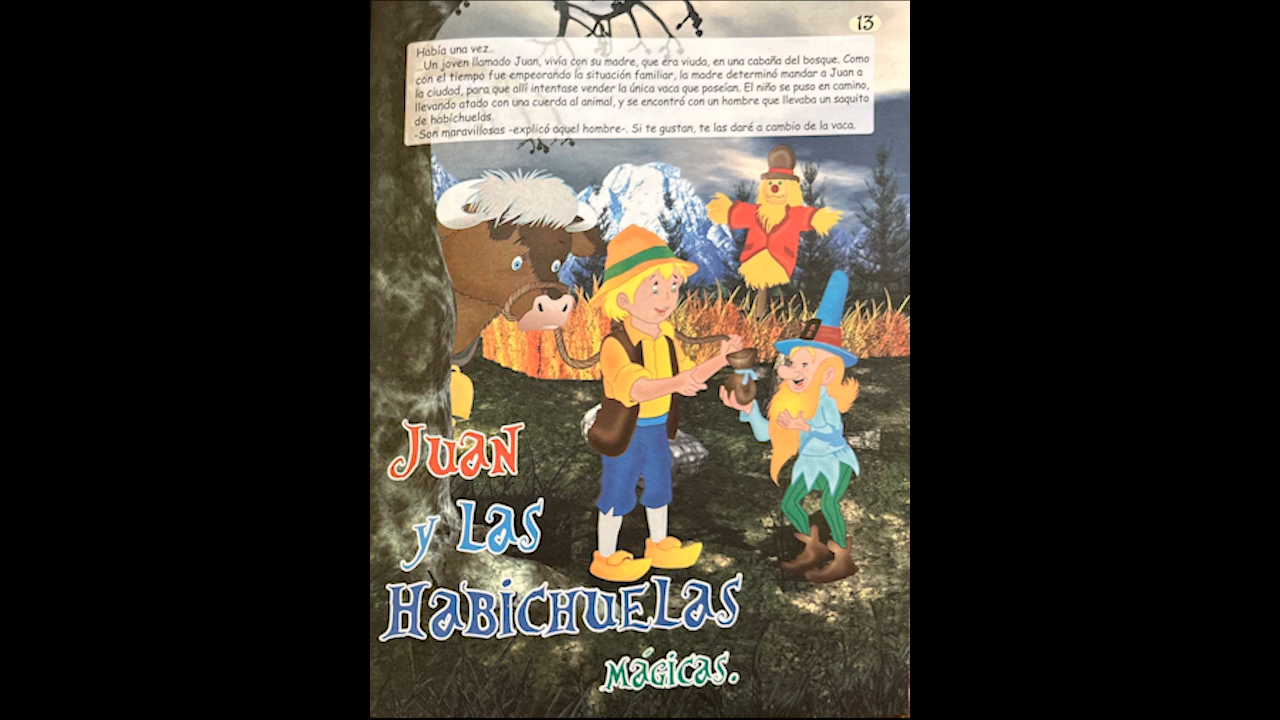 13
Había una vez..
...Un joven llamado Juan, vivía con su madre, que era viuda, en una cabaña del bosque. Como
con el tiempo fue empeorando la situación familiar, la madre determinó mandar a Juan a
la ciudad, para que allí intentase vender la única vaca que poseían. El niño se puso en camino,
llevando atado con una cuerda al animal, y se encontró con un hombre que llevaba un saquito
de habichuelas.
-Son maravillosas -explicó aquel hombre-. Si te gustan, te las daré a cambio de la vaca.
Juan
y Las
Habichuelas
Mágicas.